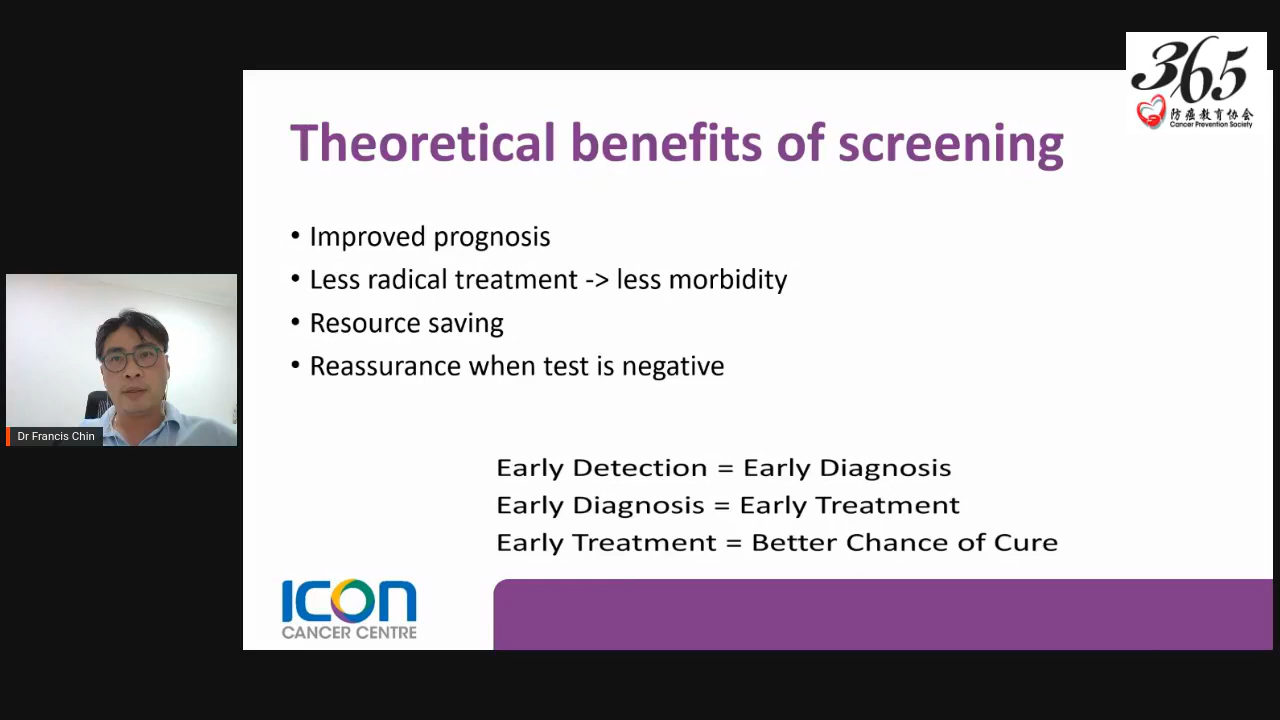 365
防癌教育协会
Cancer Prevention Society
Theoretical benefits of screening
• Improved prognosis
• Less radical treatment -> less morbidity
• Resource saving
• Reassurance when test is negative
Dr Francis Chin
Early Detection = Early Diagnosis
Early Diagnosis = Early Treatment
Early Treatment = Better Chance of Cure
ICON
CANCER CENTRE